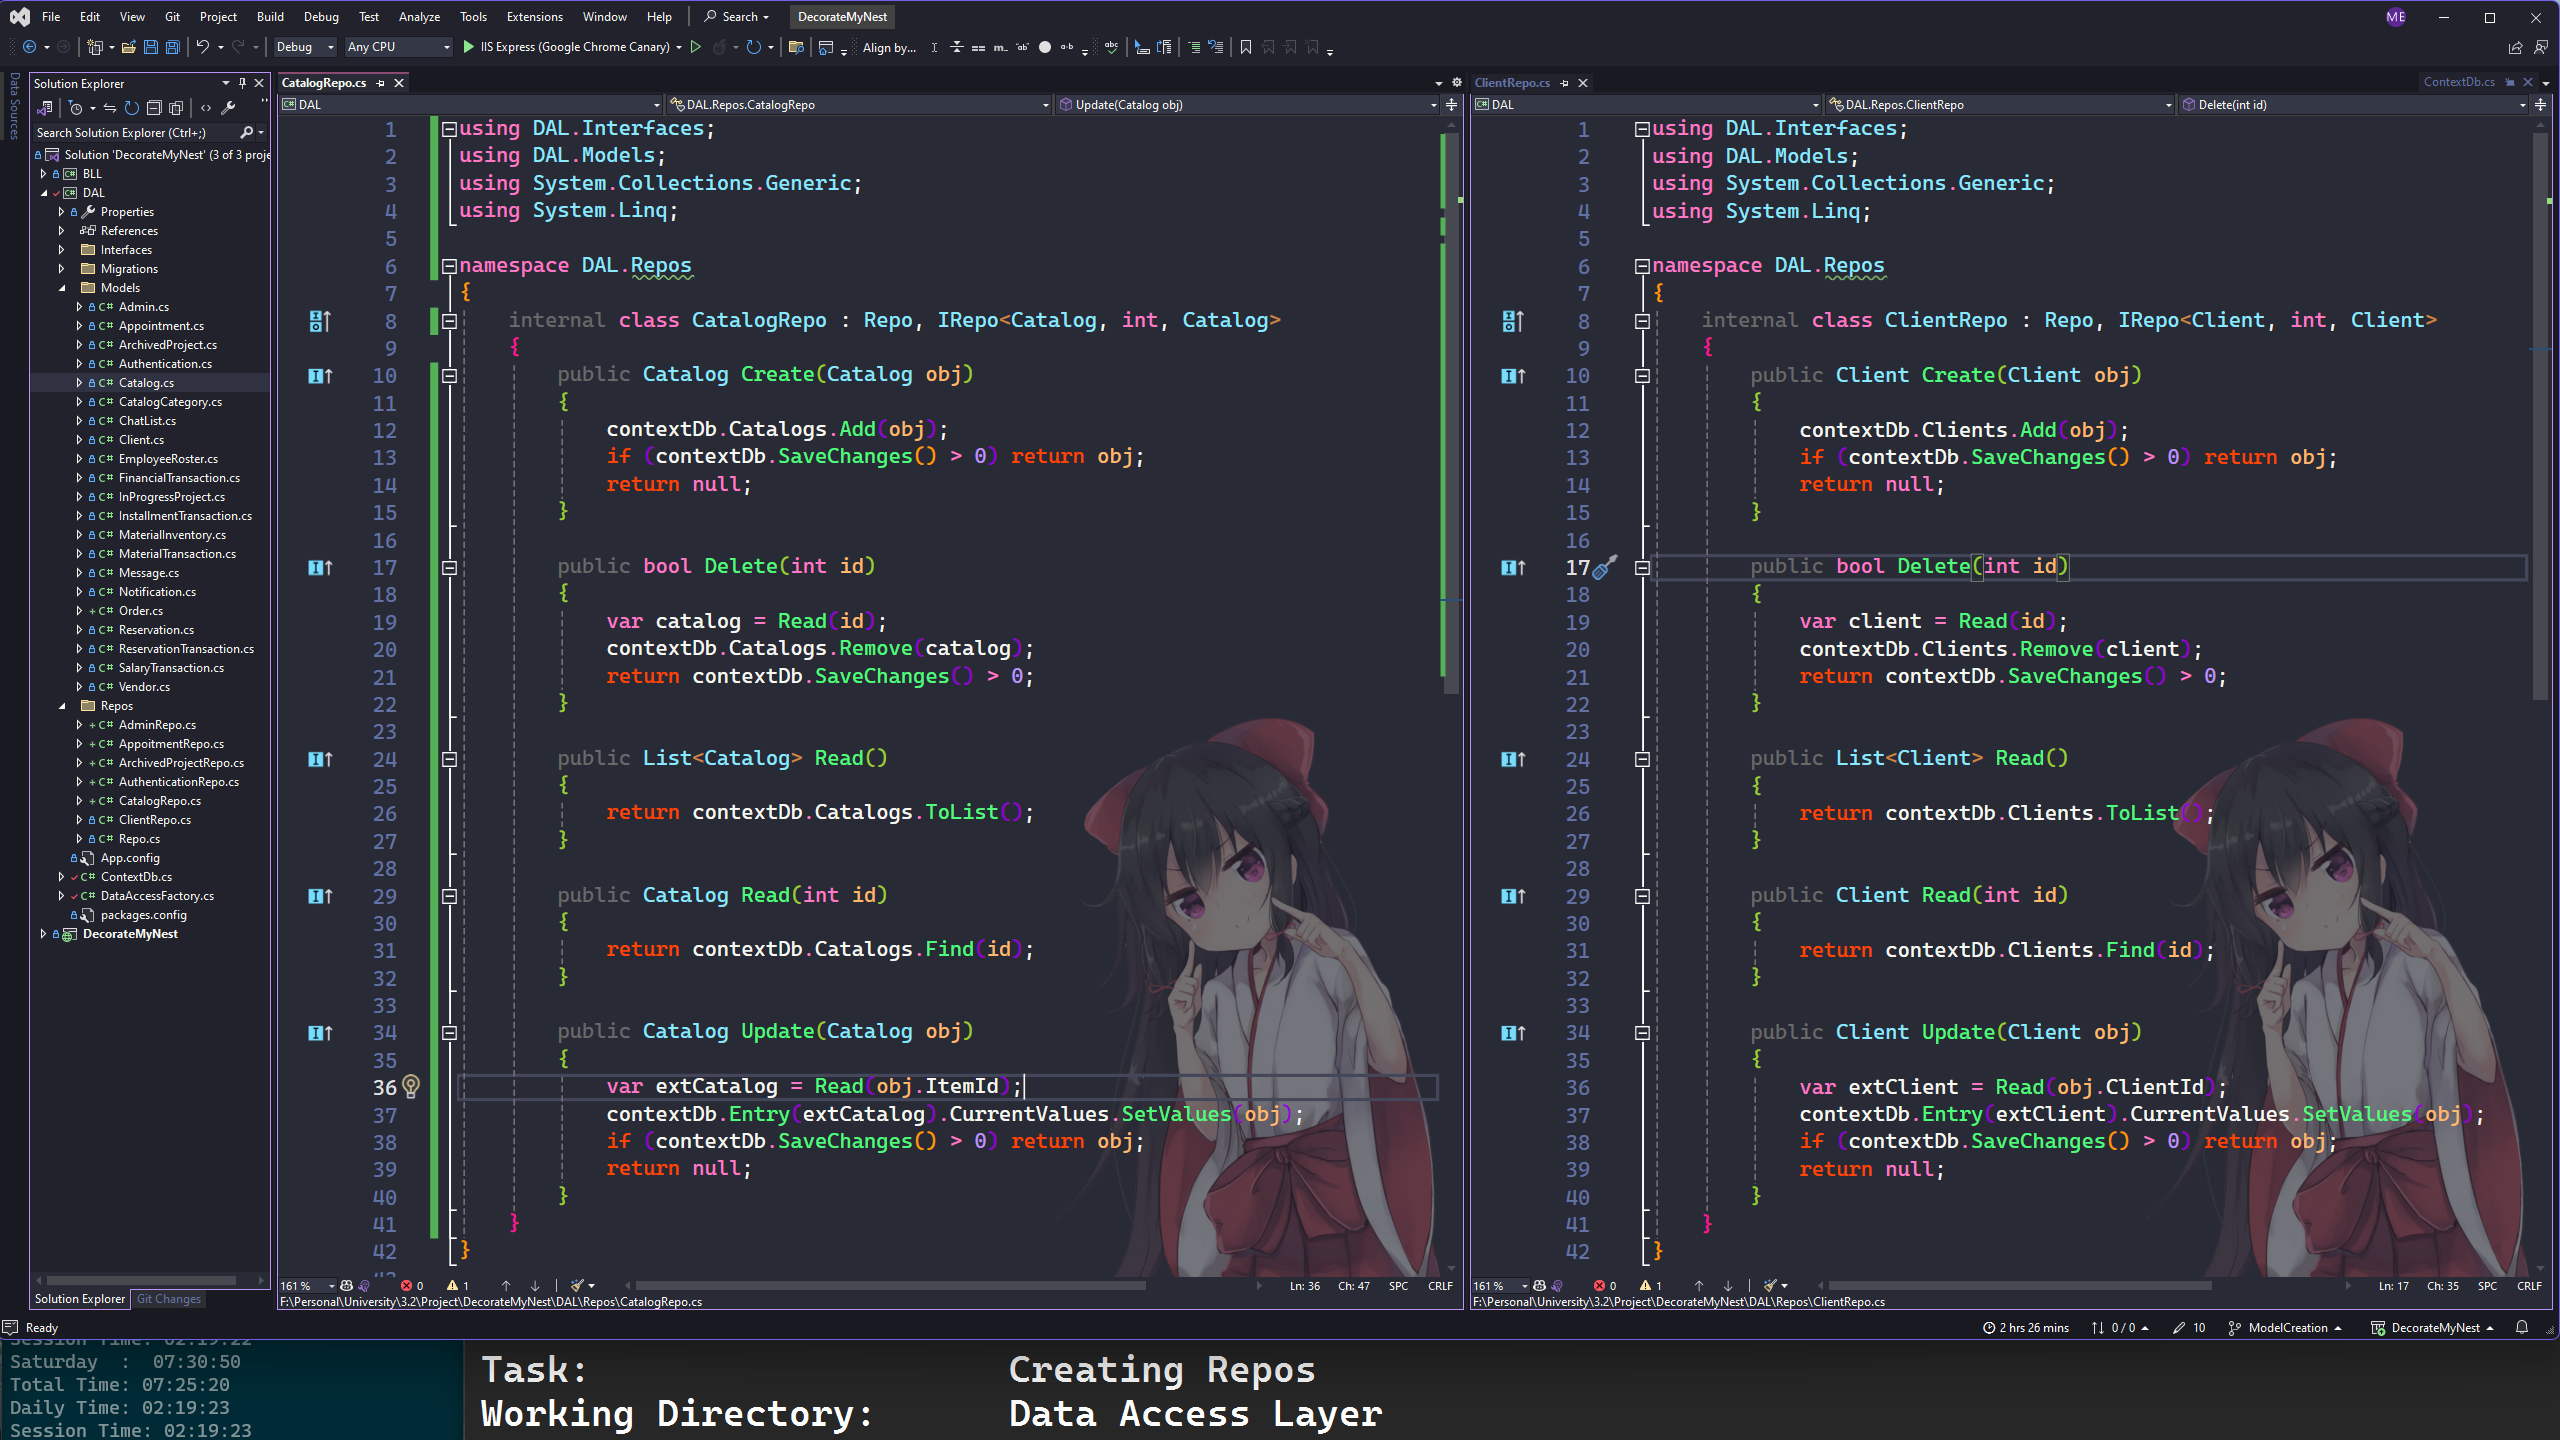 File Edit View Git Project Build Debug Test Analyze Tools Extensions Window Help Search DecorateMyNest ME
Debug Any CPU IIS Express (Google Chrome Canary) Align by...
Data Sources
Solution Explorer
Search Solution Explorer (Ctrl+;)
Solution 'DecorateMyNest' (3 of 3 proje
BLL
DAL
Properties
References
Interfaces
Migrations
Models
Admin.cs
Appointment.cs
ArchivedProject.cs
Authentication.cs
Catalog.cs
CatalogCategory.cs
ChatList.cs
Client.cs
EmployeeRoster.cs
FinancialTransaction.cs
InProgressProject.cs
InstallmentTransaction.cs
MaterialInventory.cs
MaterialTransaction.cs
Message.cs
Notification.cs
Order.cs
Reservation.cs
ReservationTransaction.cs
SalaryTransaction.cs
Vendor.cs
Repos
AdminRepo.cs
AppoitmentRepo.cs
ArchivedProjectRepo.cs
AuthenticationRepo.cs
CatalogRepo.cs
ClientRepo.cs
Repo.cs
App.config
ContextDb.cs
DataAccessFactory.cs
packages.config
DecorateMyNest
Solution Explorer Git Changes
CatalogRepo.cs
DAL DAL.Repos.CatalogRepo Update(Catalog obj)
1 using DAL.Interfaces;
2 using DAL.Models;
3 using System.Collections.Generic;
4 using System.Linq;
5
6 namespace DAL.Repos
7 {
8 internal class CatalogRepo : Repo, IRepo<Catalog, int, Catalog>
9 {
10 public Catalog Create(Catalog obj)
11 {
12 contextDb.Catalogs.Add(obj);
13 if (contextDb.SaveChanges() > 0) return obj;
14 return null;
15 }
16
17 public bool Delete(int id)
18 {
19 var catalog = Read(id);
20 contextDb.Catalogs.Remove(catalog);
21 return contextDb.SaveChanges() > 0;
22 }
23
24 public List<Catalog> Read()
25 {
26 return contextDb.Catalogs.ToList();
27 }
28
29 public Catalog Read(int id)
30 {
31 return contextDb.Catalogs.Find(id);
32 }
33
34 public Catalog Update(Catalog obj)
35 {
36 var extCatalog = Read(obj.ItemId);
37 contextDb.Entry(extCatalog).CurrentValues.SetValues(obj);
38 if (contextDb.SaveChanges() > 0) return obj;
39 return null;
40 }
41 }
42 }
161 % 0 1 Ln: 36 Ch: 47 SPC CRLF
F:\Personal\University\3.2\Project\DecorateMyNest\DAL\Repos\CatalogRepo.cs
ClientRepo.cs ContextDb.cs
DAL DAL.Repos.ClientRepo Delete(int id)
1 using DAL.Interfaces;
2 using DAL.Models;
3 using System.Collections.Generic;
4 using System.Linq;
5
6 namespace DAL.Repos
7 {
8 internal class ClientRepo : Repo, IRepo<Client, int, Client>
9 {
10 public Client Create(Client obj)
11 {
12 contextDb.Clients.Add(obj);
13 if (contextDb.SaveChanges() > 0) return obj;
14 return null;
15 }
16
17 public bool Delete(int id)
18 {
19 var client = Read(id);
20 contextDb.Clients.Remove(client);
21 return contextDb.SaveChanges() > 0;
22 }
23
24 public List<Client> Read()
25 {
26 return contextDb.Clients.ToList();
27 }
28
29 public Client Read(int id)
30 {
31 return contextDb.Clients.Find(id);
32 }
33
34 public Client Update(Client obj)
35 {
36 var extClient = Read(obj.ClientId);
37 contextDb.Entry(extClient).CurrentValues.SetValues(obj);
38 if (contextDb.SaveChanges() > 0) return obj;
39 return null;
40 }
41 }
42 }
161 % 0 1 Ln: 17 Ch: 35 SPC CRLF
F:\Personal\University\3.2\Project\DecorateMyNest\DAL\Repos\ClientRepo.cs
Ready 2 hrs 26 mins 0 / 0 10 ModelCreation DecorateMyNest
Session Time: 02:19:22
Saturday : 07:30:50
Total Time: 07:25:20
Daily Time: 02:19:23
Session Time: 02:19:23
Task: Creating Repos
Working Directory: Data Access Layer